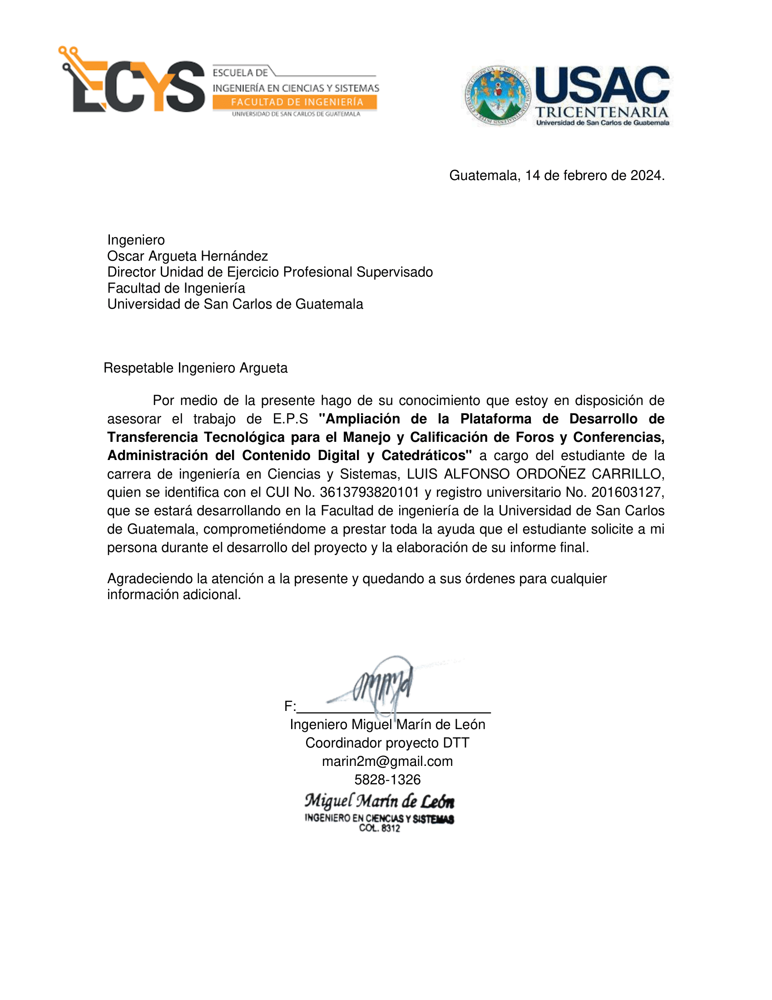 ECYS
ESCUELA DE
INGENIERÍA EN CIENCIAS Y SISTEMAS
FACULTAD DE INGENIERÍA
UNIVERSIDAD DE SAN CARLOS DE GUATEMALA
USAC
TRICENTENARIA
Universidad de San Carlos de Guatemala
Guatemala, 14 de febrero de 2024.
Ingeniero
Oscar Argueta Hernández
Director Unidad de Ejercicio Profesional Supervisado
Facultad de Ingeniería
Universidad de San Carlos de Guatemala
Respetable Ingeniero Argueta
Por medio de la presente hago de su conocimiento que estoy en disposición de
asesorar el trabajo de E.P.S "Ampliación de la Plataforma de Desarrollo de
Transferencia Tecnológica para el Manejo y Calificación de Foros y Conferencias,
Administración del Contenido Digital y Catedráticos" a cargo del estudiante de la
carrera de ingeniería en Ciencias y Sistemas, LUIS ALFONSO ORDOÑEZ CARRILLO,
quien se identifica con el CUI No. 3613793820101 y registro universitario No. 201603127,
que se estará desarrollando en la Facultad de ingeniería de la Universidad de San Carlos
de Guatemala, comprometiéndome a prestar toda la ayuda que el estudiante solicite a mi
persona durante el desarrollo del proyecto y la elaboración de su informe final.
Agradeciendo la atención a la presente y quedando a sus órdenes para cualquier
información adicional.
F:
Ingeniero Miguel Marín de León
Coordinador proyecto DTT
marin2m@gmail.com
5828-1326
Miguel Marín de León
INGENIERO EN CIENCIAS Y SISTEMAS
COL. 8312